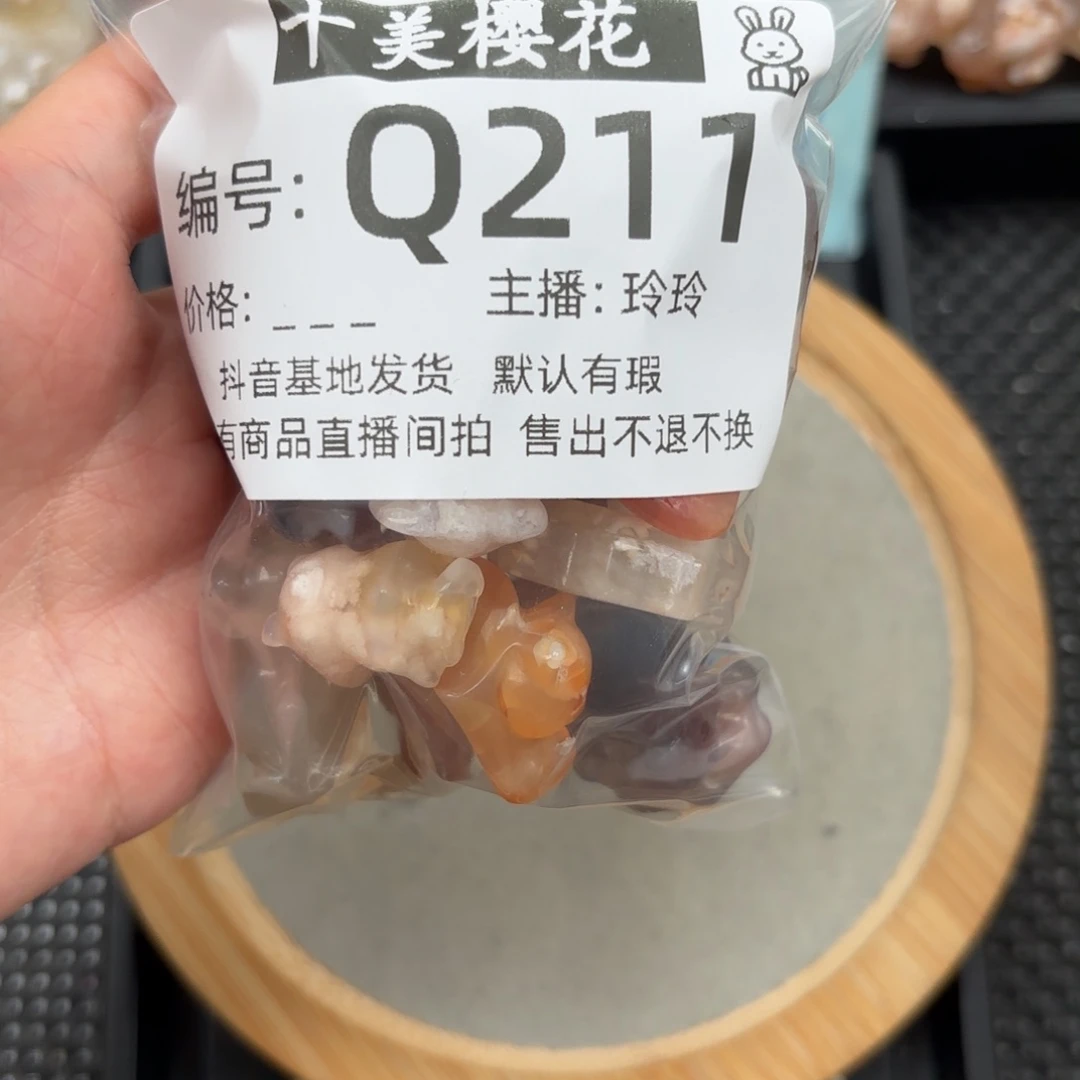 十美樱花
编号：Q211
价格：_ _ _ 主播：玲玲
抖音基地发货 默认有瑕
有商品直播间拍 售出不退不换